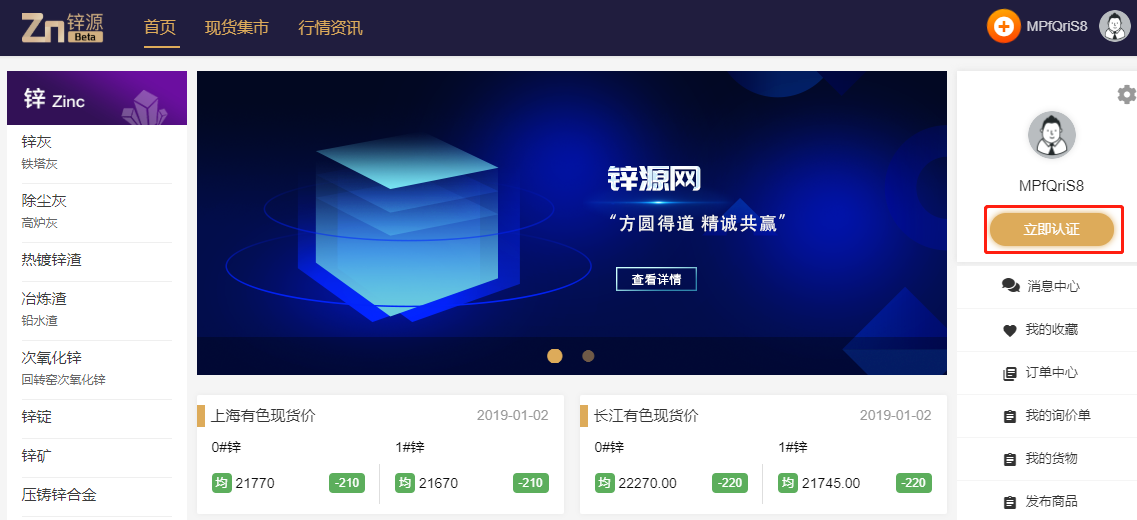 Zn 锌源 Beta
首页 现货集市 行情资讯
MPfQriS8
锌 Zinc
锌灰
铁塔灰
除尘灰
高炉灰
热镀锌渣
冶炼渣
铅水渣
次氧化锌
回转窑次氧化锌
锌锭
锌矿
压铸锌合金
锌源网
“方圆得道 精诚共赢”
查看详情
上海有色现货价 2019-01-02
0#锌 1#锌
均 21770 -210 均 21670 -210
长江有色现货价 2019-01-02
0#锌 1#锌
均 22270.00 -220 均 21745.00 -220
MPfQriS8
立即认证
消息中心
我的收藏
订单中心
我的询价单
我的货物
发布商品